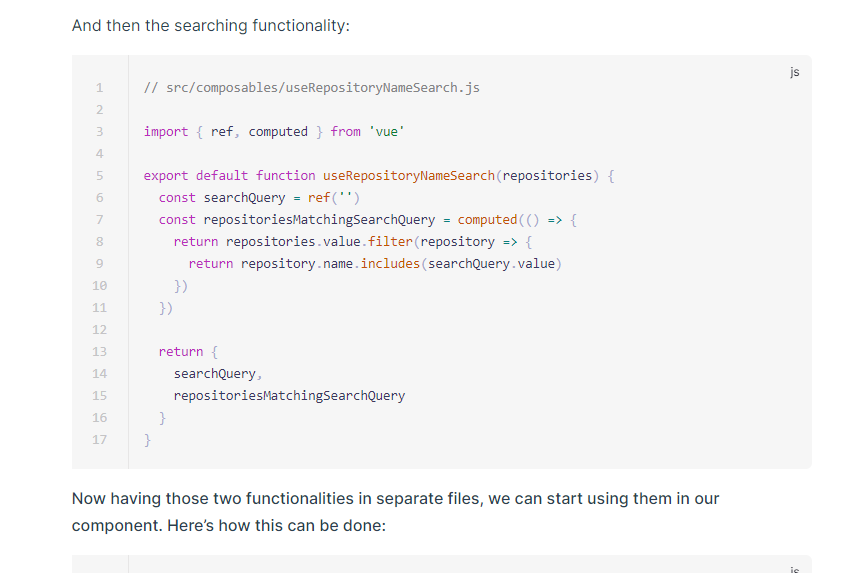 And then the searching functionality:
js
1 // src/composables/useRepositoryNameSearch.js
2
3 import { ref, computed } from 'vue'
4
5 export default function useRepositoryNameSearch(repositories) {
6   const searchQuery = ref('')
7   const repositoriesMatchingSearchQuery = computed(() => {
8     return repositories.value.filter(repository => {
9       return repository.name.includes(searchQuery.value)
10     })
11   })
12
13   return {
14     searchQuery,
15     repositoriesMatchingSearchQuery
16   }
17 }
Now having those two functionalities in separate files, we can start using them in our
component. Here’s how this can be done:
js